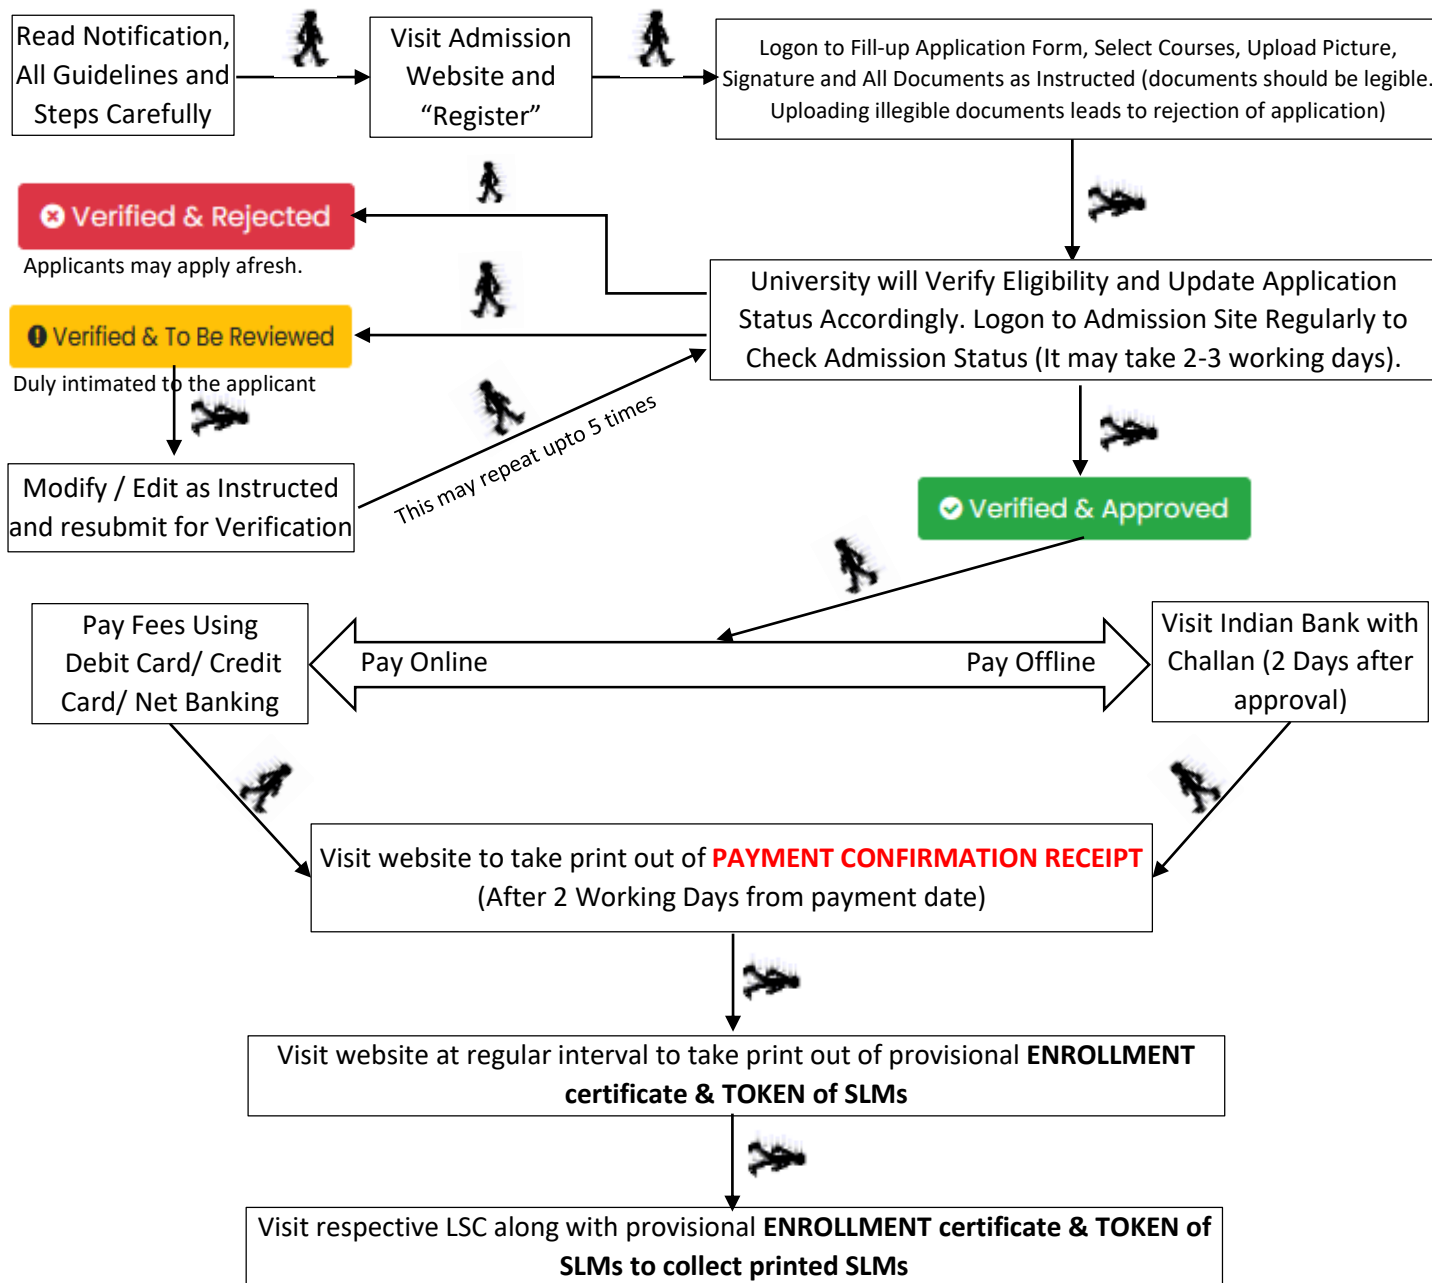 Read Notification,
All Guidelines and
Steps Carefully
Visit Admission
Website and
“Register”
Logon to Fill-up Application Form, Select Courses, Upload Picture,
Signature and All Documents as Instructed (documents should be legible.
Uploading illegible documents leads to rejection of application)
Verified & Rejected
Applicants may apply afresh.
Verified & To Be Reviewed
Duly intimated to the applicant
University will Verify Eligibility and Update Application
Status Accordingly. Logon to Admission Site Regularly to
Check Admission Status (It may take 2-3 working days).
Modify / Edit as Instructed
and resubmit for Verification
This may repeat upto 5 times
Verified & Approved
Pay Fees Using
Debit Card/ Credit
Card/ Net Banking
Pay Online
Pay Offline
Visit Indian Bank with
Challan (2 Days after
approval)
Visit website to take print out of PAYMENT CONFIRMATION RECEIPT
(After 2 Working Days from payment date)
Visit website at regular interval to take print out of provisional ENROLLMENT
certificate & TOKEN of SLMs
Visit respective LSC along with provisional ENROLLMENT certificate & TOKEN of
SLMs to collect printed SLMs